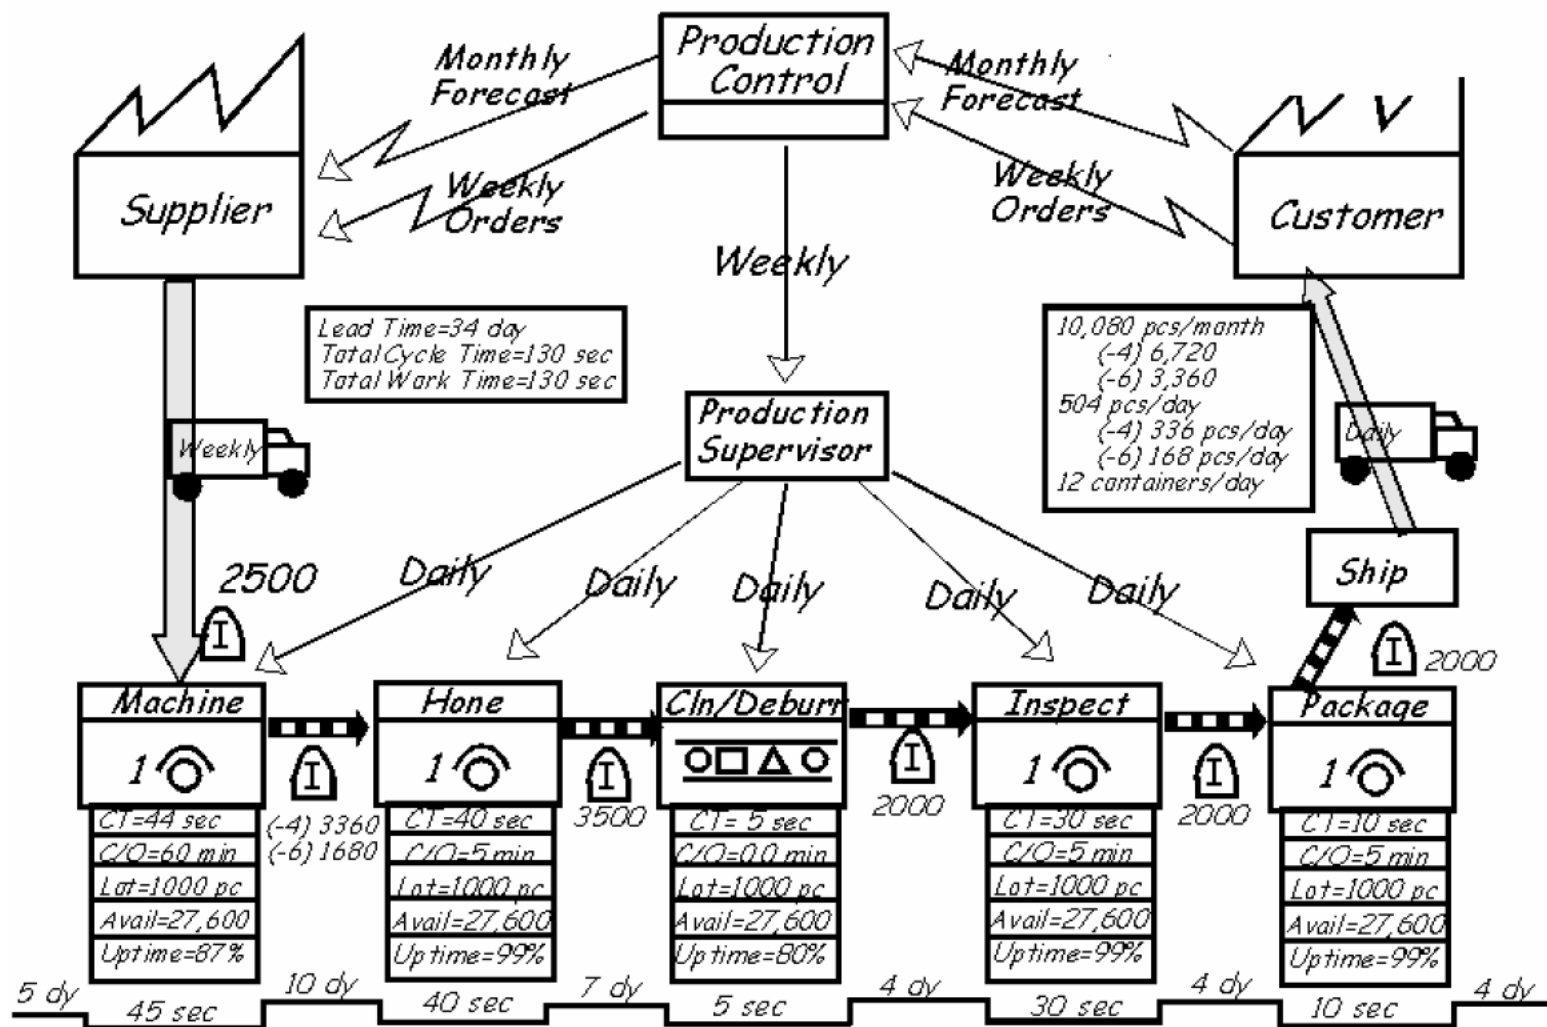 Production
Control
Monthly
Forecast
Monthly
Forecast
Weekly
Orders
Weekly
Orders
Supplier
Customer
Weekly
Lead Time=34 day
Total Cycle Time=130 sec
Total Work Time=130 sec
10,080 pcs/month
(-4) 6,720
(-6) 3,360
504 pcs/day
(-4) 336 pcs/day
(-6) 168 pcs/day
12 containers/day
Production
Supervisor
Weekly
Daily
Ship
2500
I
Daily
Daily
Daily
Daily
Daily
I
2000
Machine
1
CT=44 sec
C/O=60 min
Lot=1000 pc
Avail=27,600
Uptime=87%
I
(-4) 3360
(-6) 1680
Hone
1
CT=40 sec
C/O=5 min
Lot=1000 pc
Avail=27,600
Uptime=99%
I
3500
Cln/Deburr
CT= 5 sec
C/O=0.0 min
Lot=1000 pc
Avail=27,600
Uptime=80%
I
2000
Inspect
1
CT=30 sec
C/O=5 min
Lot=1000 pc
Avail=27,600
Uptime=99%
I
2000
Package
1
CT=10 sec
C/O=5 min
Lot=1000 pc
Avail=27,600
Uptime=99%
5 dy
45 sec
10 dy
40 sec
7 dy
5 sec
4 dy
30 sec
4 dy
10 sec
4 dy